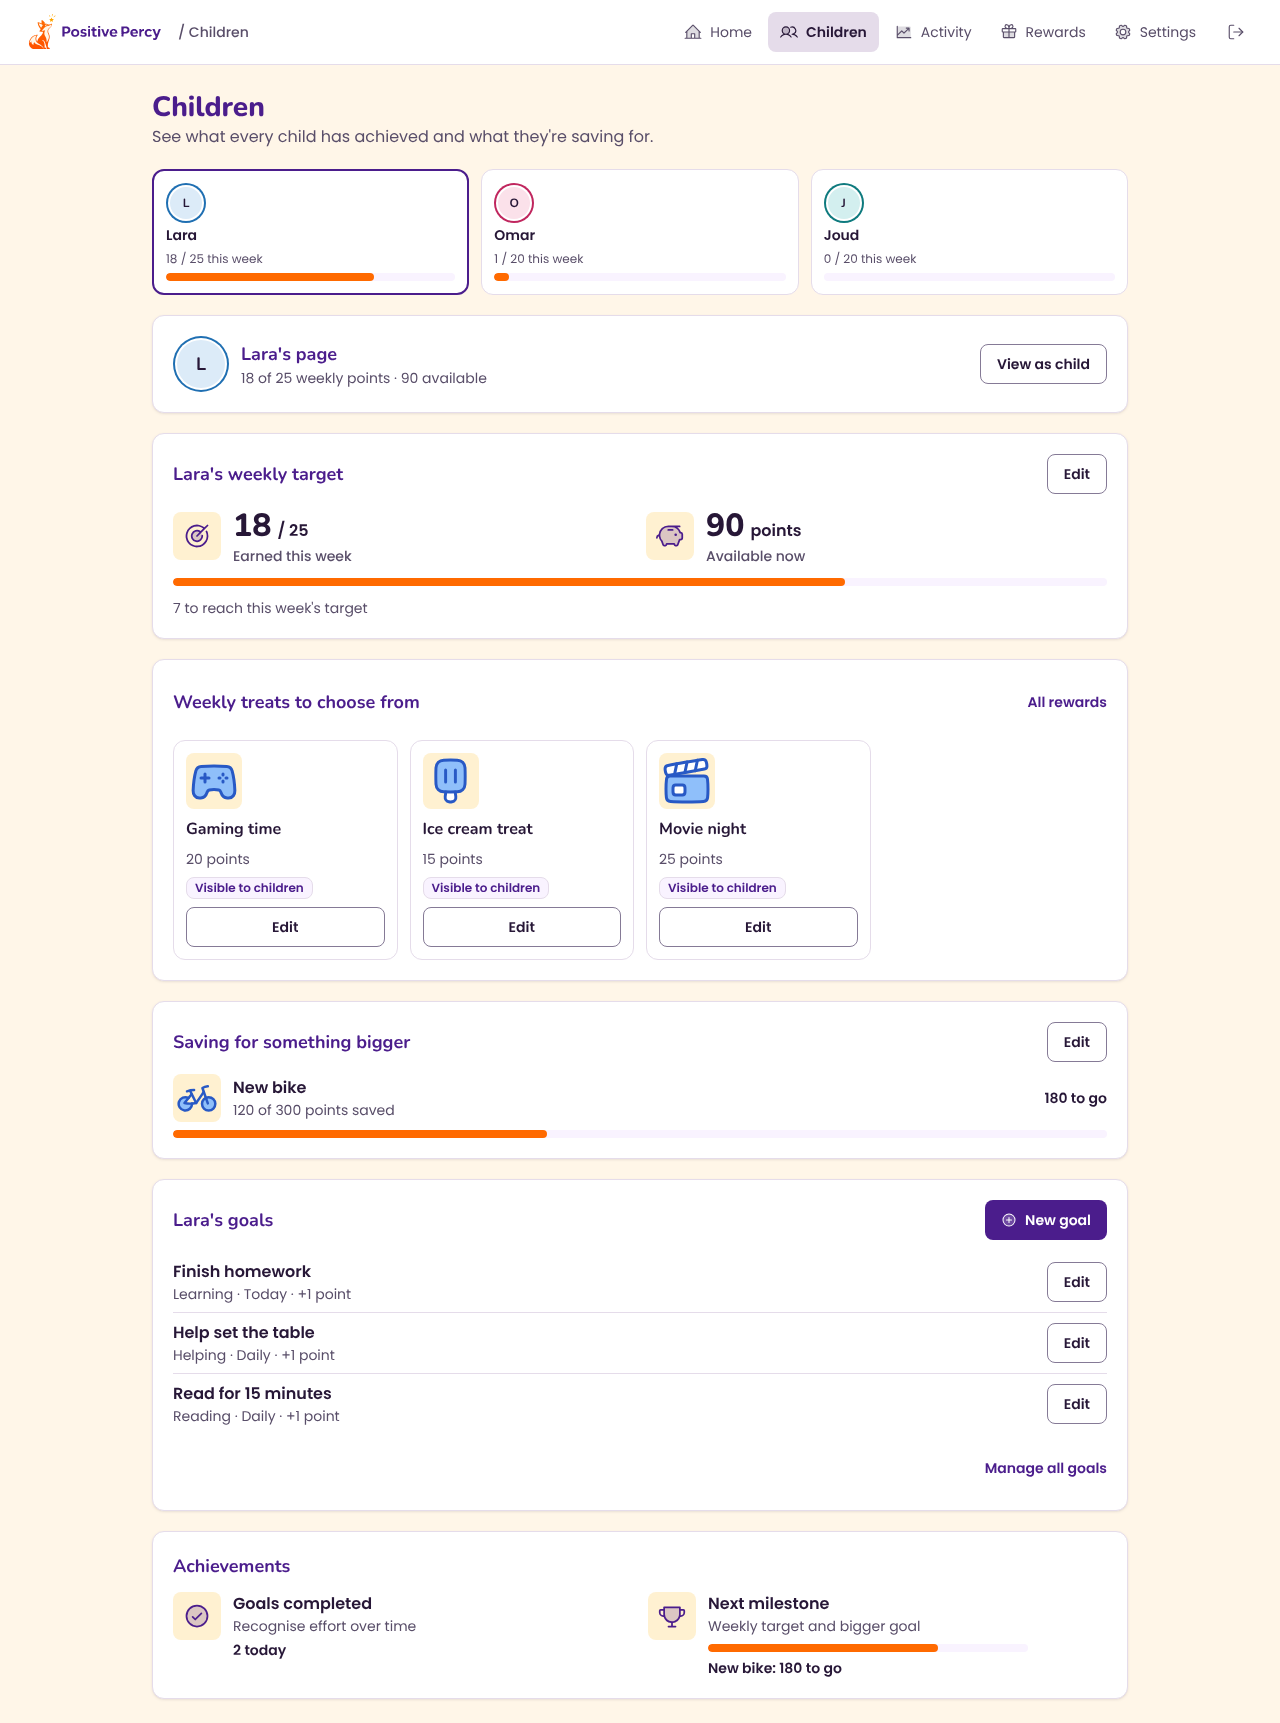 Positive Percy / Children
Home
Children
Activity
Rewards
Settings
Children
See what every child has achieved and what they're saving for.
L
Lara
18 / 25 this week
O
Omar
1 / 20 this week
J
Joud
0 / 20 this week
L
Lara's page
18 of 25 weekly points · 90 available
View as child
Lara's weekly target
Edit
18 / 25
Earned this week
90 points
Available now
7 to reach this week's target
Weekly treats to choose from
All rewards
Gaming time
20 points
Visible to children
Edit
Ice cream treat
15 points
Visible to children
Edit
Movie night
25 points
Visible to children
Edit
Saving for something bigger
Edit
New bike
120 of 300 points saved
180 to go
Lara's goals
New goal
Finish homework
Learning · Today · +1 point
Edit
Help set the table
Helping · Daily · +1 point
Edit
Read for 15 minutes
Reading · Daily · +1 point
Edit
Manage all goals
Achievements
Goals completed
Recognise effort over time
2 today
Next milestone
Weekly target and bigger goal
New bike: 180 to go